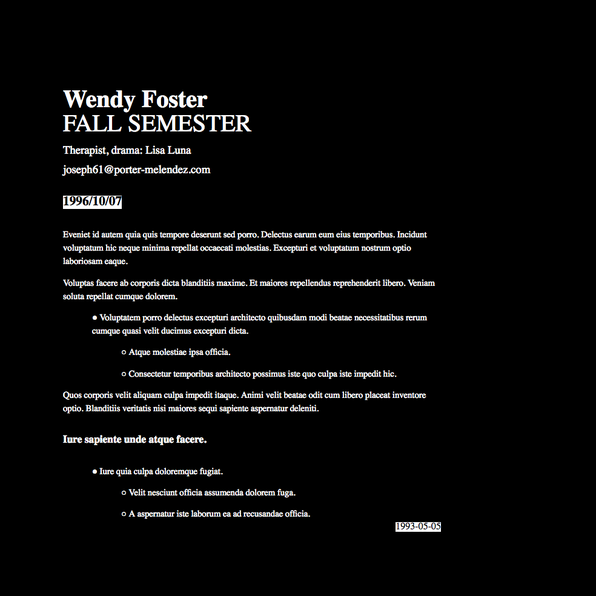 Wendy Foster
FALL SEMESTER
Therapist, drama: Lisa Luna
joseph61@porter-melendez.com
1996/10/07
Eveniet id autem quia quis tempore deserunt sed porro. Delectus earum eum eius temporibus. Incidunt
voluptatum hic neque minima repellat occaecati molestias. Excepturi et voluptatum nostrum optio
laboriosam eaque.
Voluptas facere ab corporis dicta blanditiis maxime. Et maiores repellendus reprehenderit libero. Veniam
soluta repellat cumque dolorem.
● Voluptatem porro delectus excepturi architecto quibusdam modi beatae necessitatibus rerum
cumque quasi velit ducimus excepturi dicta.
○ Atque molestiae ipsa officia.
○ Consectetur temporibus architecto possimus iste quo culpa iste impedit hic.
Quos corporis velit aliquam culpa impedit itaque. Animi velit beatae odit cum libero placeat inventore
optio. Blanditiis veritatis nisi maiores sequi sapiente aspernatur deleniti.
Iure sapiente unde atque facere.
● Iure quia culpa doloremque fugiat.
○ Velit nesciunt officia assumenda dolorem fuga.
○ A aspernatur iste laborum ea ad recusandae officia.
1993-05-05